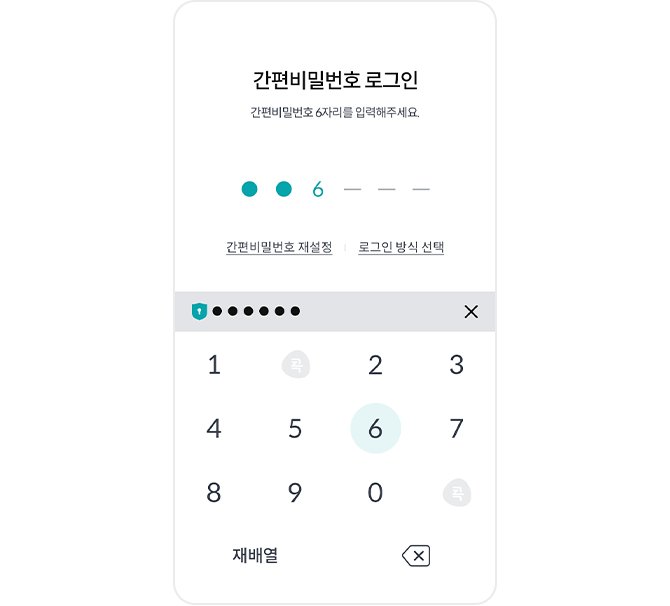 간편비밀번호 로그인
간편비밀번호 6자리를 입력해주세요.
6
간편비밀번호 재설정 로그인 방식 선택
1 콕 2 3
4 5 6 7
8 9 0 콕
재배열